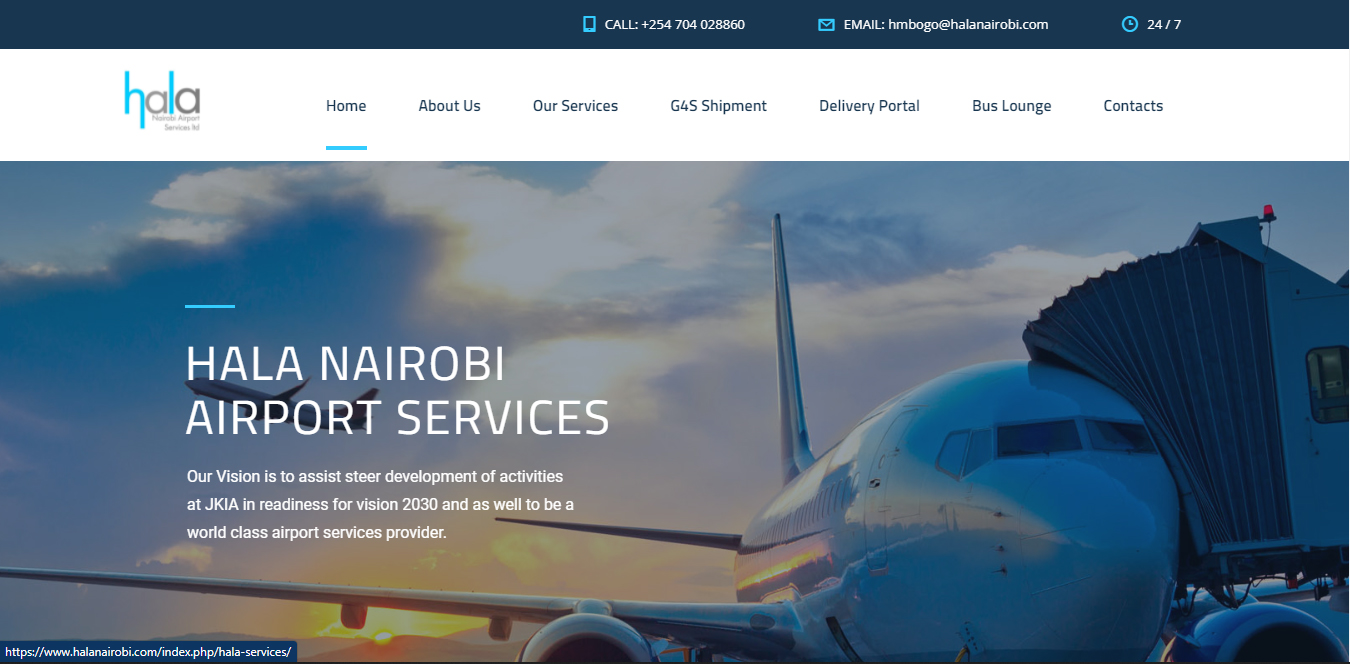 CALL: +254 704 028860 EMAIL: hmbogo@halanairobi.com 24 / 7
hala
Nairobi Airport
Services ltd
Home About Us Our Services G4S Shipment Delivery Portal Bus Lounge Contacts
HALA NAIROBI
AIRPORT SERVICES
Our Vision is to assist steer development of activities
at JKIA in readiness for vision 2030 and as well to be a
world class airport services provider.
https://www.halanairobi.com/index.php/hala-services/